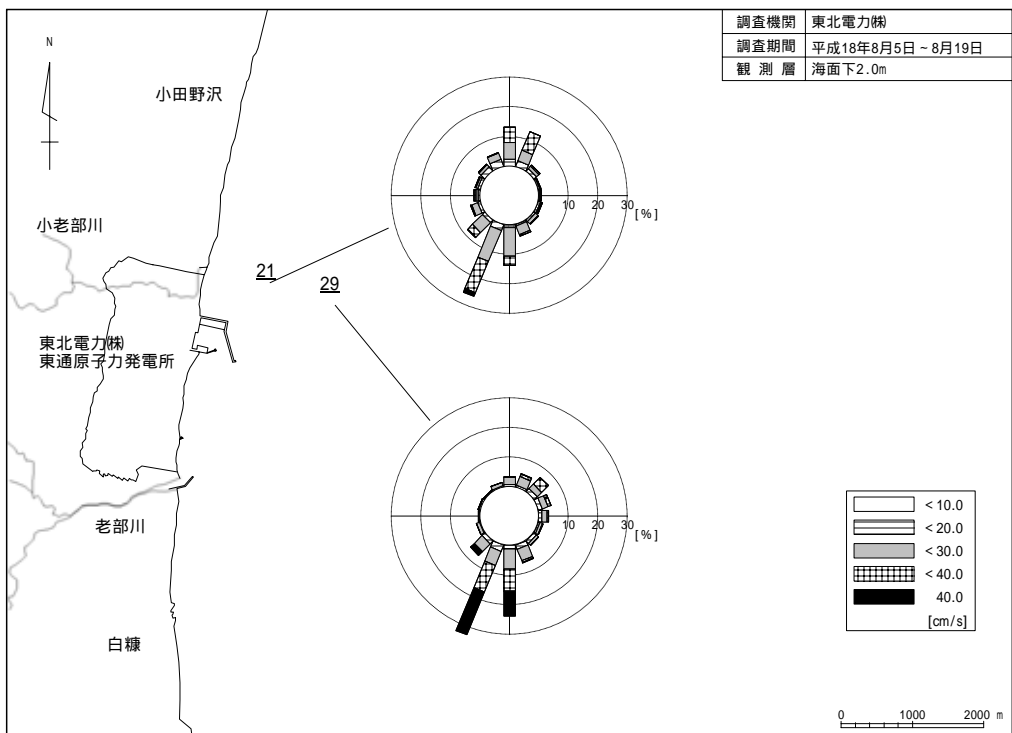 調査機関 東北電力㈱
調査期間 平成18年8月5日~8月19日
観測層 海面下2.0m
N
小田野沢
小老部川
21
29
東北電力㈱
東通原子力発電所
老部川
白糠
10 20 30 [%]
10 20 30 [%]
<10.0
<20.0
<30.0
<40.0
40.0
[cm/s]
0 1000 2000 m